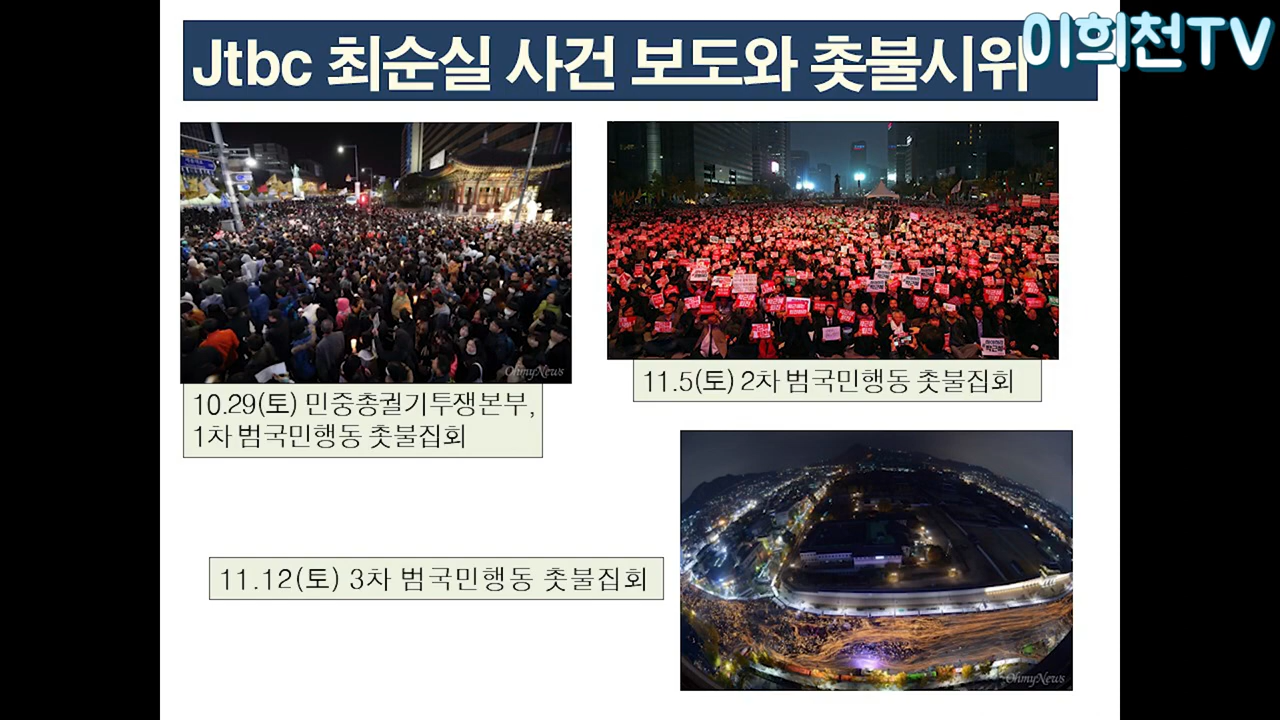 Jtbc 최순실 사건 보도와 촛불시위
이희천TV
OhmyNews
10.29(토) 민중총궐기투쟁본부,
1차 범국민행동 촛불집회
11.5(토) 2차 범국민행동 촛불집회
11.12(토) 3차 범국민행동 촛불집회
OhmyNews